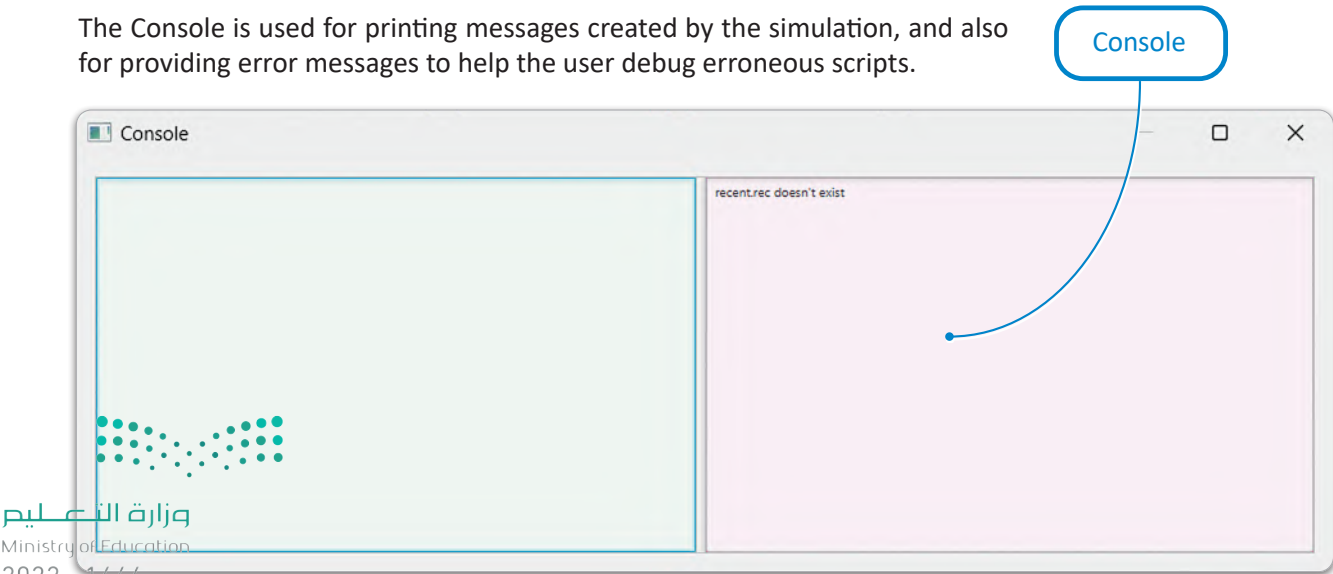 The Console is used for printing messages created by the simulation, and also
for providing error messages to help the user debug erroneous scripts.
Console
Console
recent.rec doesn't exist
وزارة التعليم
Ministry of Education